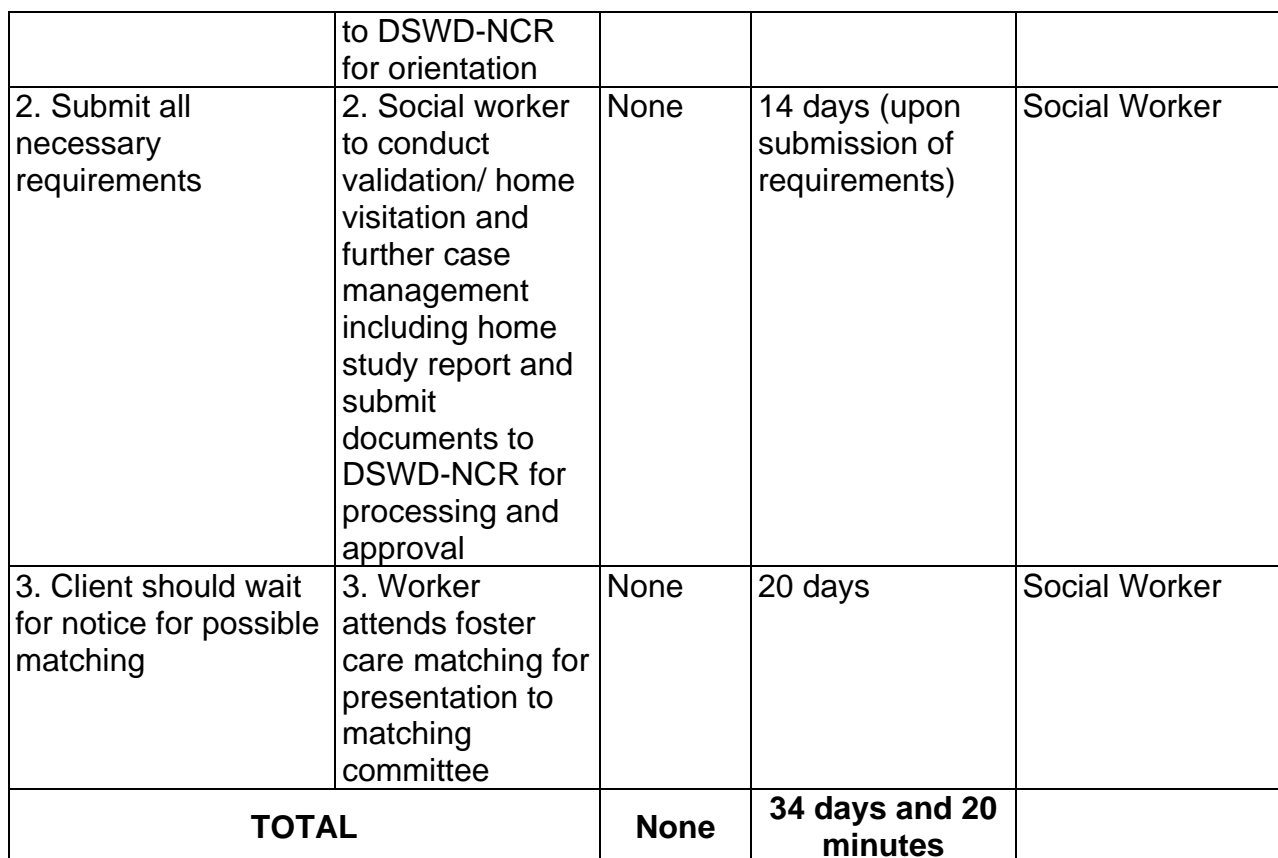 to DSWD-NCR
for orientation
2. Submit all
necessary
requirements
2. Social worker
to conduct
validation/ home
visitation and
further case
management
including home
study report and
submit
documents to
DSWD-NCR for
processing and
approval
None
14 days (upon
submission of
requirements)
Social Worker
3. Client should wait
for notice for possible
matching
3. Worker
attends foster
care matching for
presentation to
matching
committee
None
20 days
Social Worker
TOTAL
None
34 days and 20
minutes